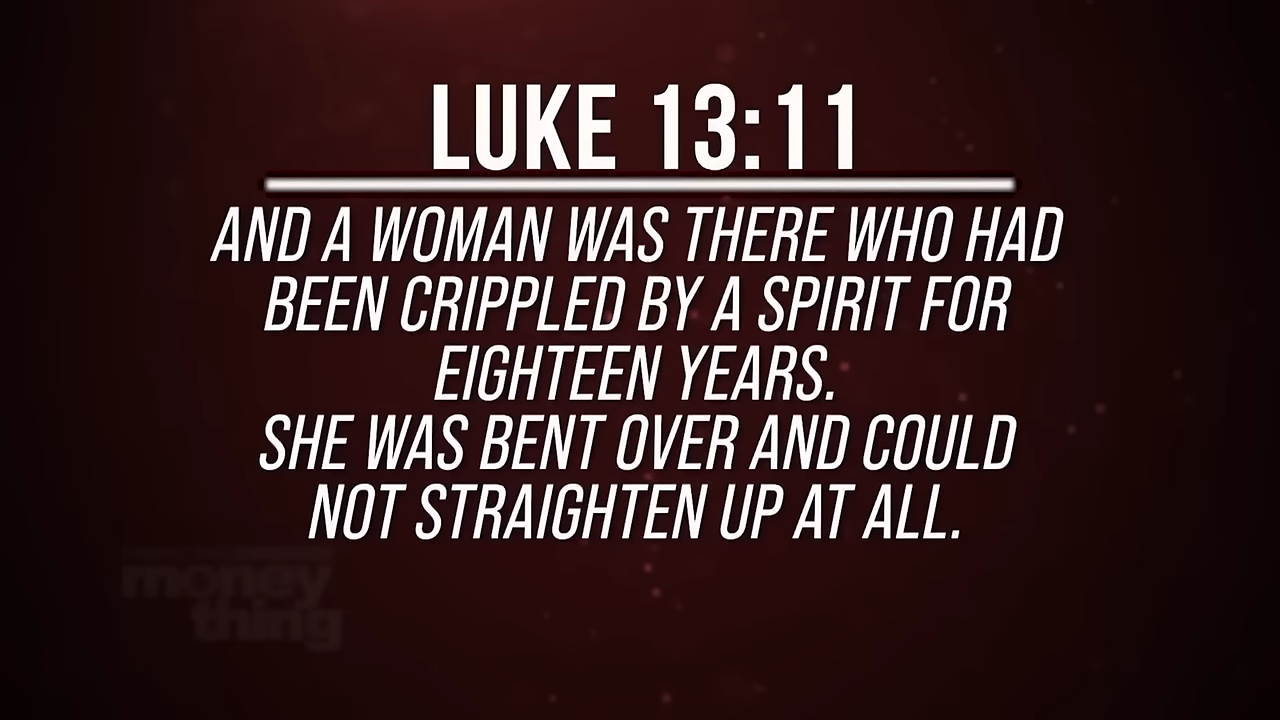 LUKE 13:11
AND A WOMAN WAS THERE WHO HAD
BEEN CRIPPLED BY A SPIRIT FOR
EIGHTEEN YEARS.
SHE WAS BENT OVER AND COULD
NOT STRAIGHTEN UP AT ALL.
money
thing